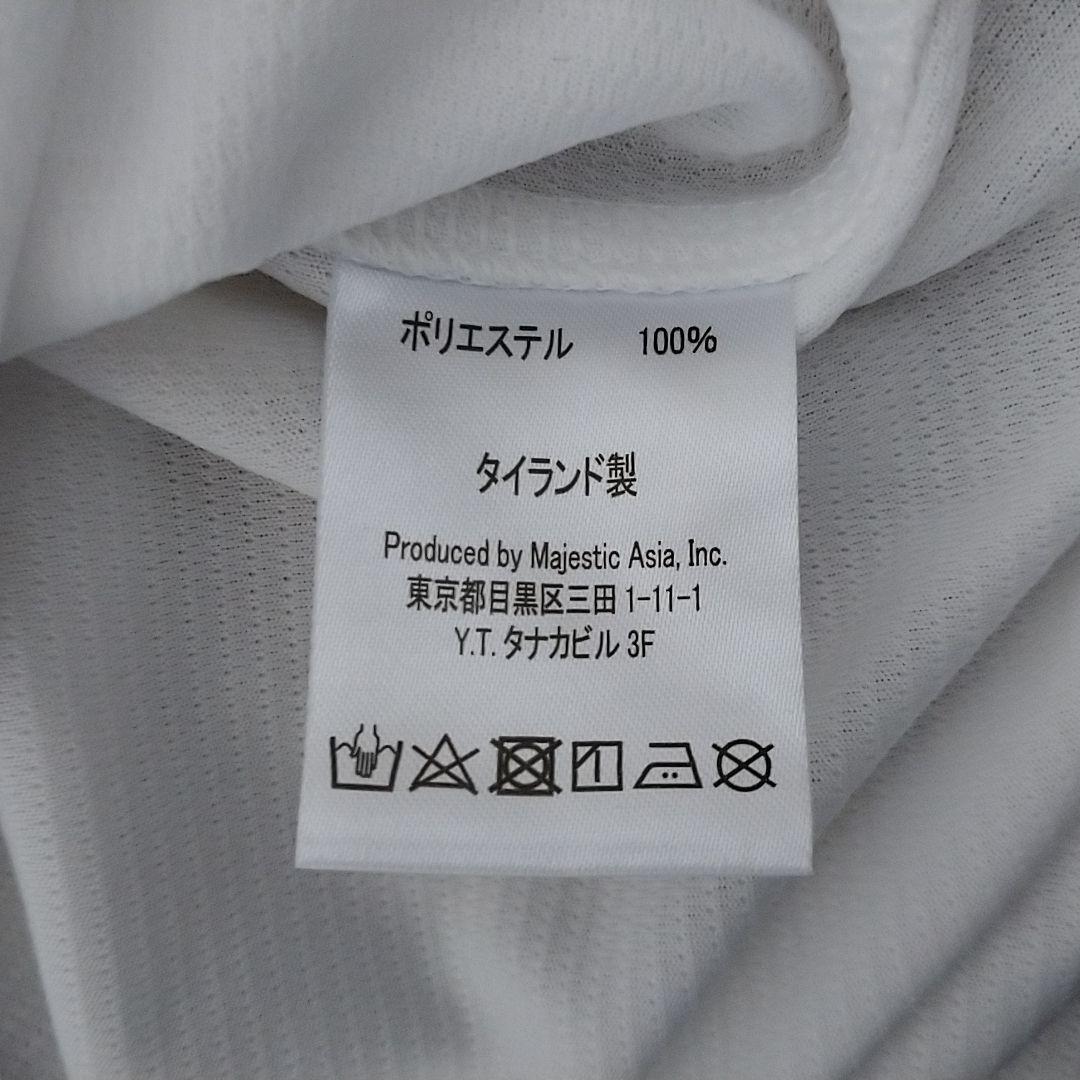 ポリエステル 100%
タイランド製
Produced by Majestic Asia, Inc.
東京都目黒区三田 1-11-1
Y.T. タナカビル 3F